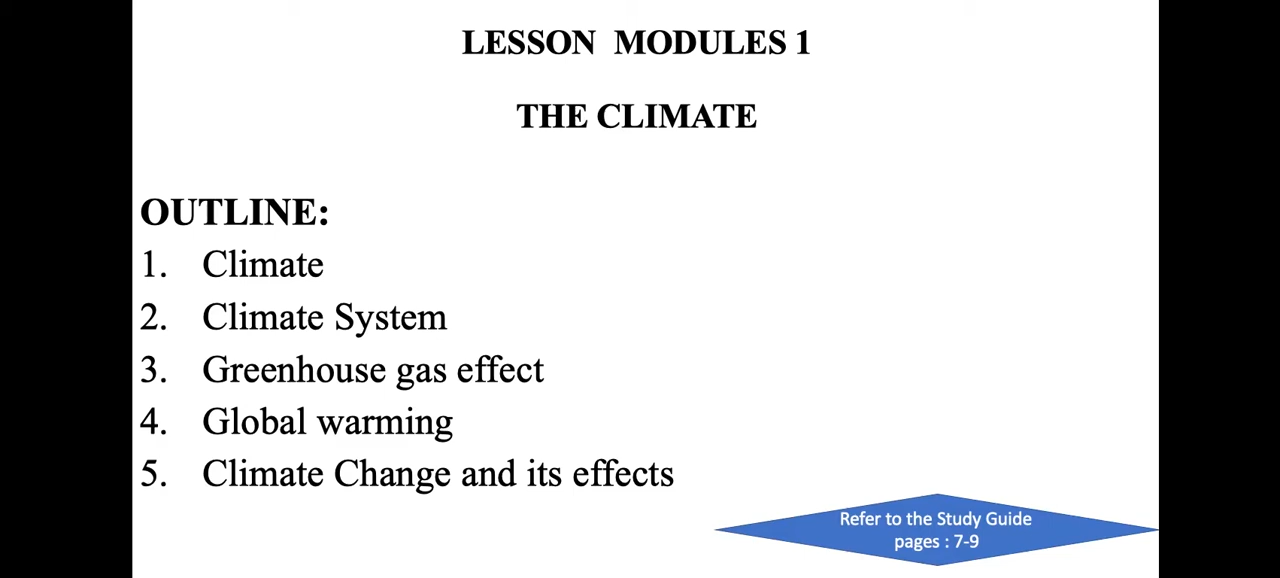 LESSON MODULES 1
THE CLIMATE
OUTLINE:
1. Climate
2. Climate System
3. Greenhouse gas effect
4. Global warming
5. Climate Change and its effects
Refer to the Study Guide
pages : 7-9